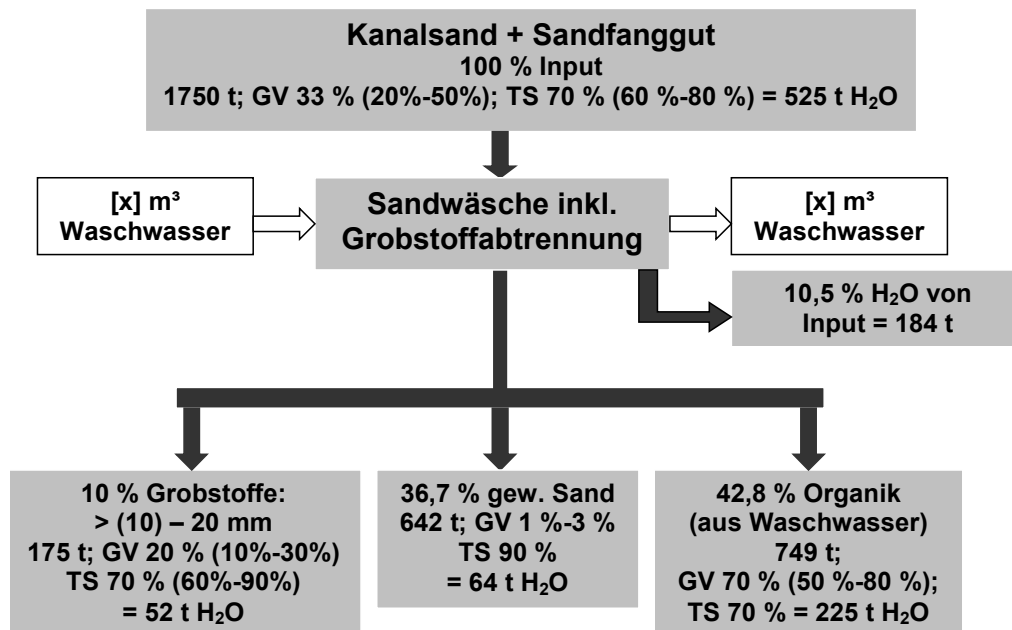 Kanalsand + Sandfanggut
100 % Input
1750 t; GV 33 % (20%-50%); TS 70 % (60 %-80 %) = 525 t H₂O
[x] m³
Waschwasser
Sandwäsche inkl.
Grobstoffabtrennung
[x] m³
Waschwasser
10,5 % H₂O von
Input = 184 t
10 % Grobstoffe:
> (10) – 20 mm
175 t; GV 20 % (10%-30%)
TS 70 % (60%-90%)
= 52 t H₂O
36,7 % gew. Sand
642 t; GV 1 %-3 %
TS 90 %
= 64 t H₂O
42,8 % Organik
(aus Waschwasser)
749 t;
GV 70 % (50 %-80 %);
TS 70 % = 225 t H₂O